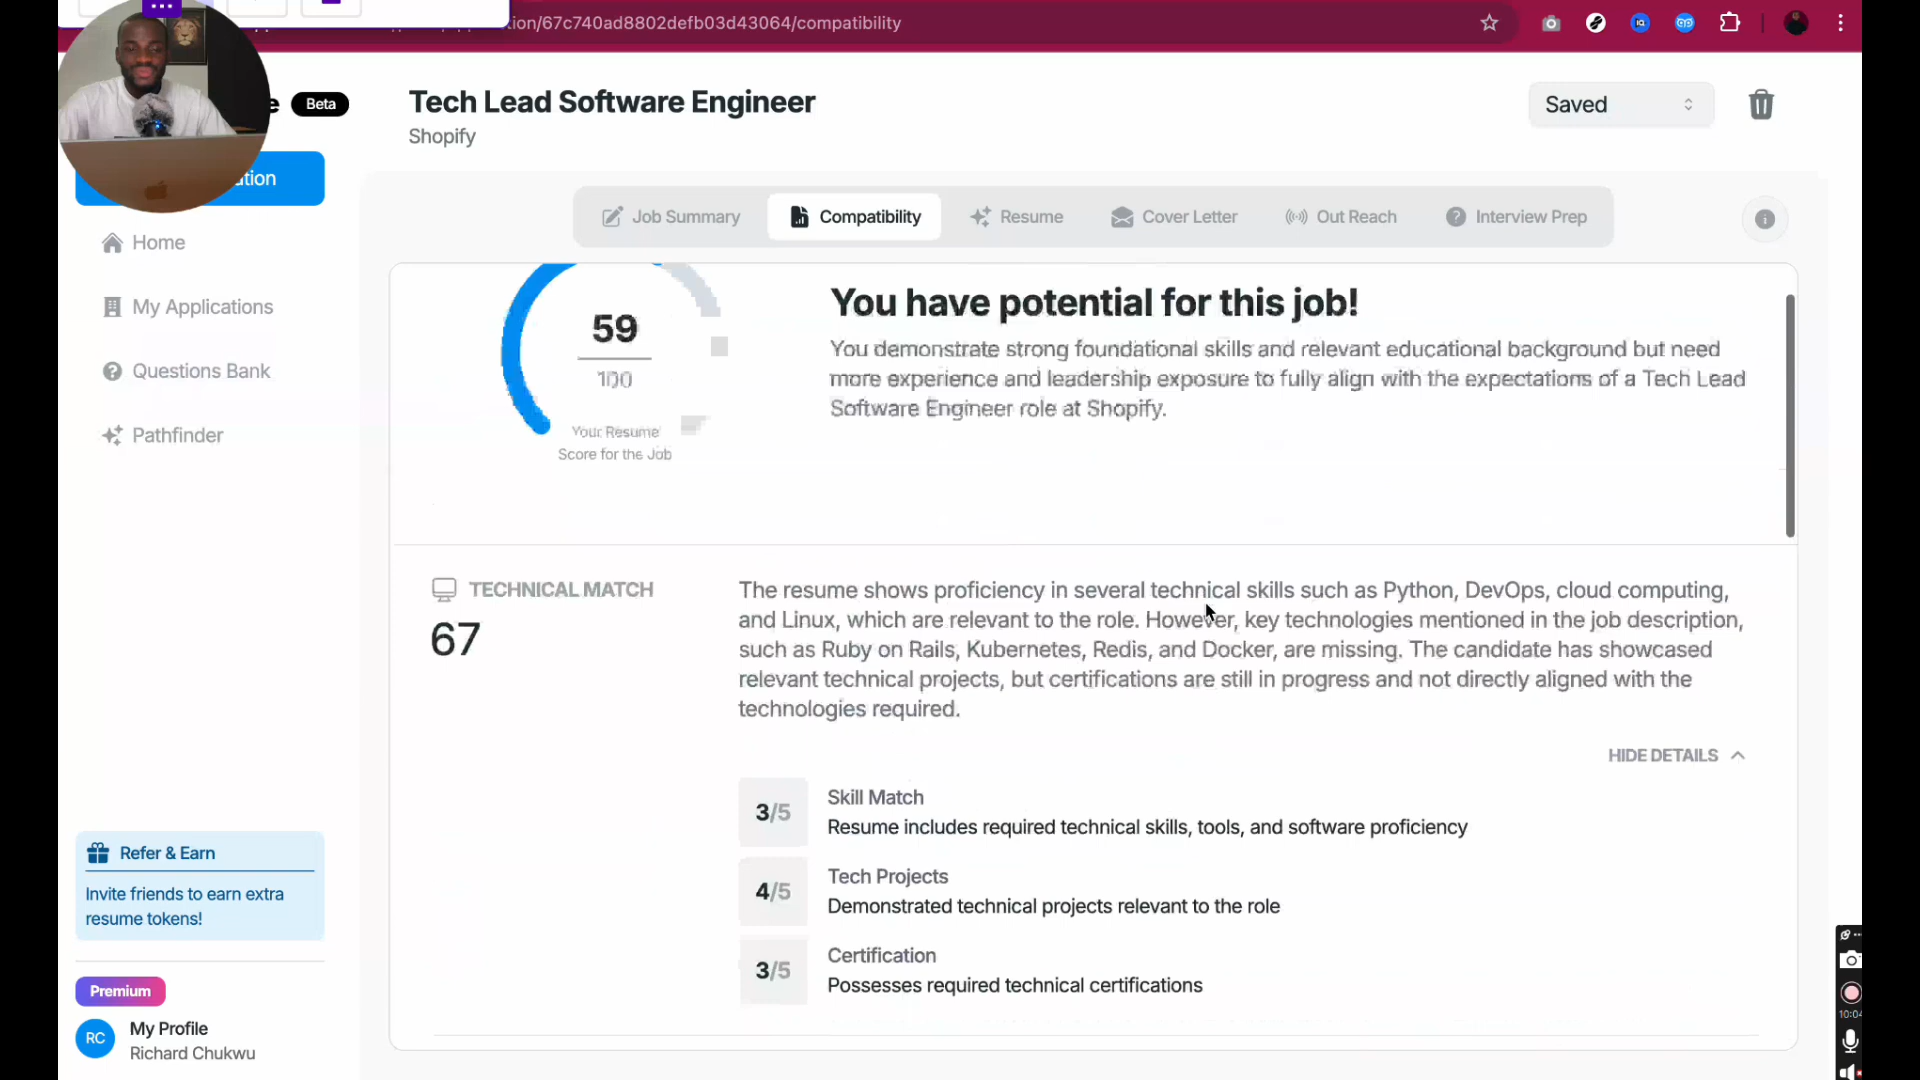 tion/67c740ad8802defb03d43064/compatibility
Beta
Tech Lead Software Engineer
Shopify
Saved
Job Summary
Compatibility
Resume
Cover Letter
Out Reach
Interview Prep
Home
My Applications
Questions Bank
Pathfinder
59
100
Your Resume
Score for the Job
You have potential for this job!
You demonstrate strong foundational skills and relevant educational background but need
more experience and leadership exposure to fully align with the expectations of a Tech Lead
Software Engineer role at Shopify.
TECHNICAL MATCH
67
The resume shows proficiency in several technical skills such as Python, DevOps, cloud computing,
and Linux, which are relevant to the role. However, key technologies mentioned in the job description,
such as Ruby on Rails, Kubernetes, Redis, and Docker, are missing. The candidate has showcased
relevant technical projects, but certifications are still in progress and not directly aligned with the
technologies required.
HIDE DETAILS
3/5
Skill Match
Resume includes required technical skills, tools, and software proficiency
4/5
Tech Projects
Demonstrated technical projects relevant to the role
3/5
Certification
Possesses required technical certifications
Refer & Earn
Invite friends to earn extra
resume tokens!
Premium
RC
My Profile
Richard Chukwu
10:04